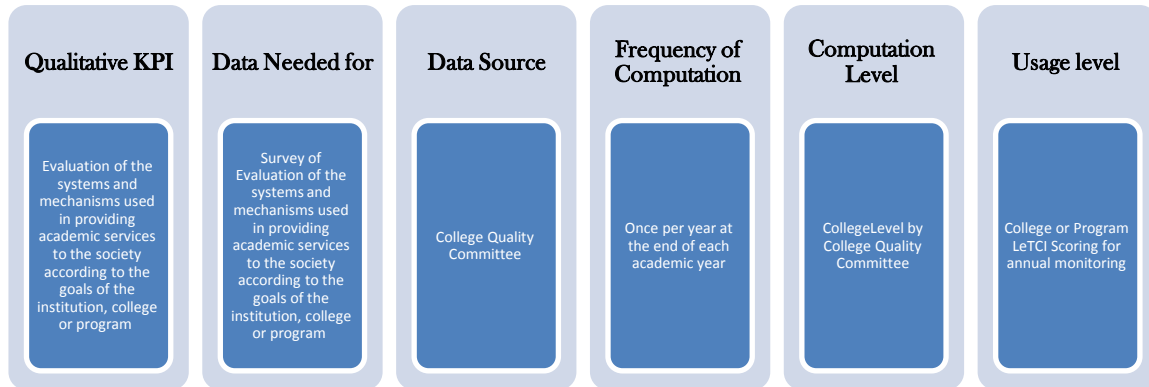 Qualitative KPI
Evaluation of the
systems and
mechanisms used
in providing
academic services
to the society
according to the
goals of the
institution, college
or program
Data Needed for
Survey of
Evaluation of the
systems and
mechanisms used
in providing
academic services
to the society
according to the
goals of the
institution, college
or program
Data Source
College Quality
Committee
Frequency of
Computation
Once per year at
the end of each
academic year
Computation
Level
CollegeLevel by
College Quality
Committee
Usage level
College or Program
LeTCI Scoring for
annual monitoring